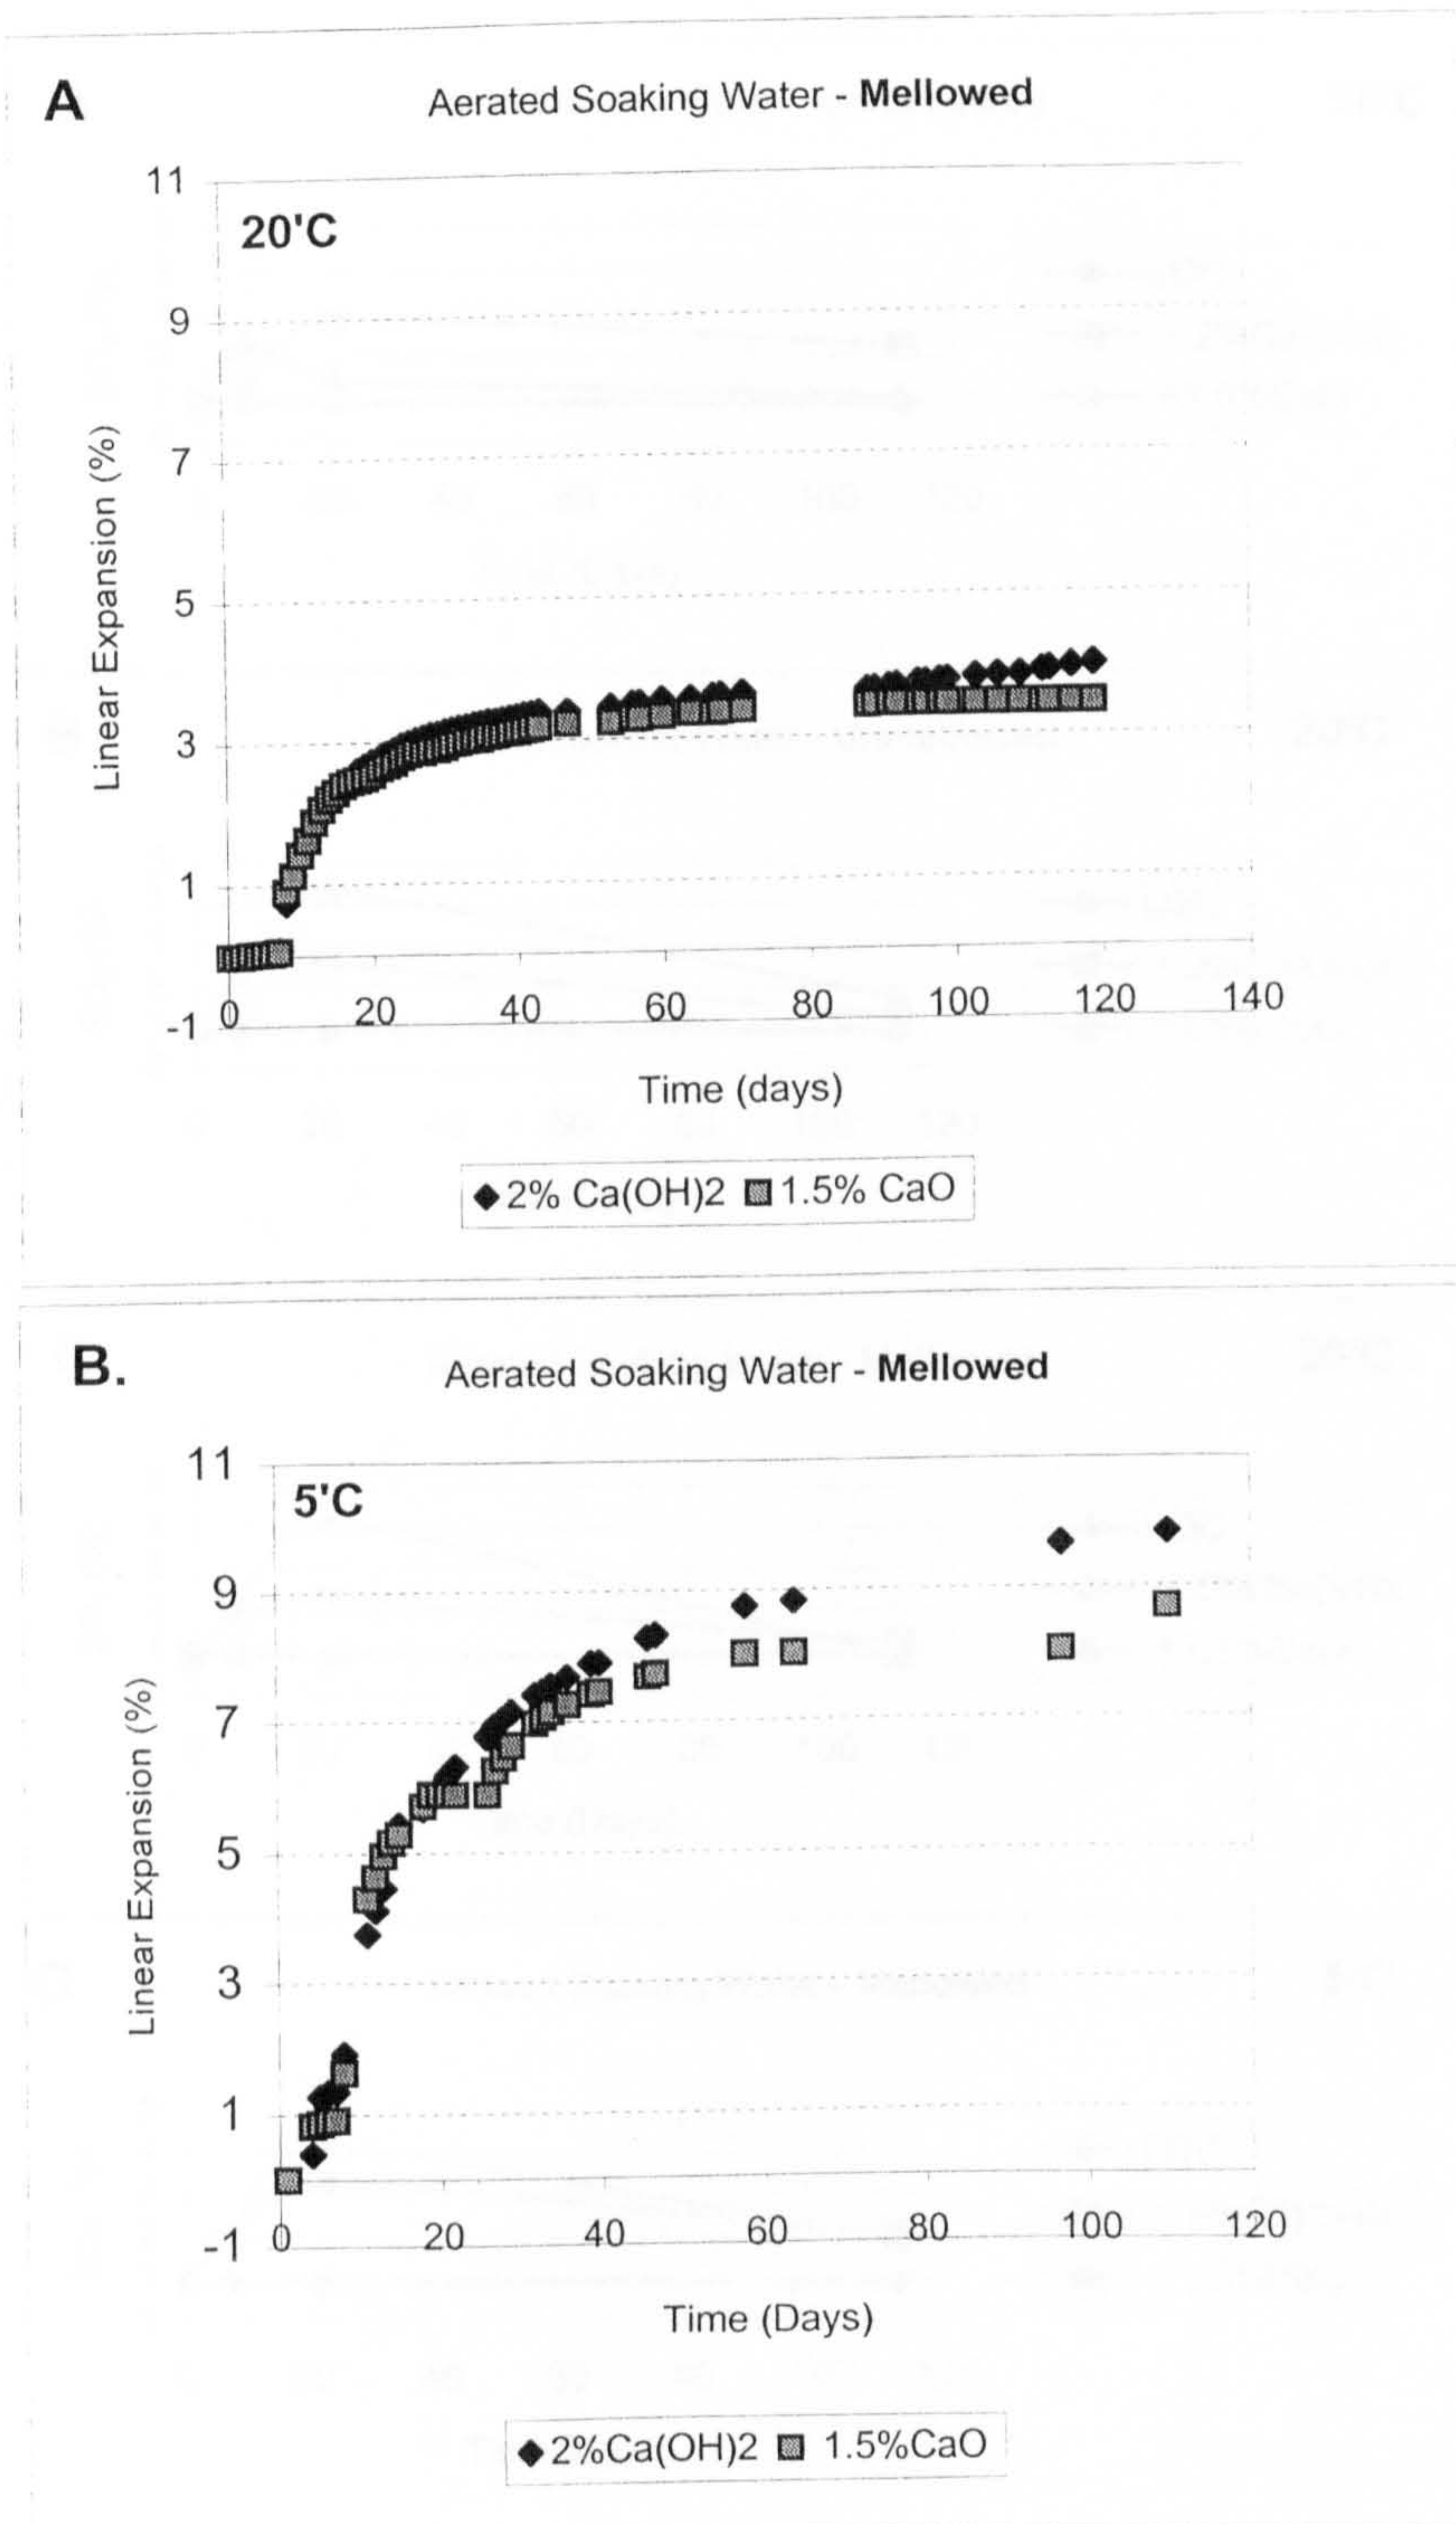 A
Aerated Soaking Water - Mellowed
11
20'C
9
7
5
3
1
-1
0 20 40 60 80 100 120 140
Linear Expansion (%)
Time (days)
2% Ca(OH)2 1.5% CaO
B.
Aerated Soaking Water - Mellowed
11
5'C
9
7
5
3
1
-1
0 20 40 60 80 100 120
Linear Expansion (%)
Time (Days)
2%Ca(OH)2 1.5%CaO